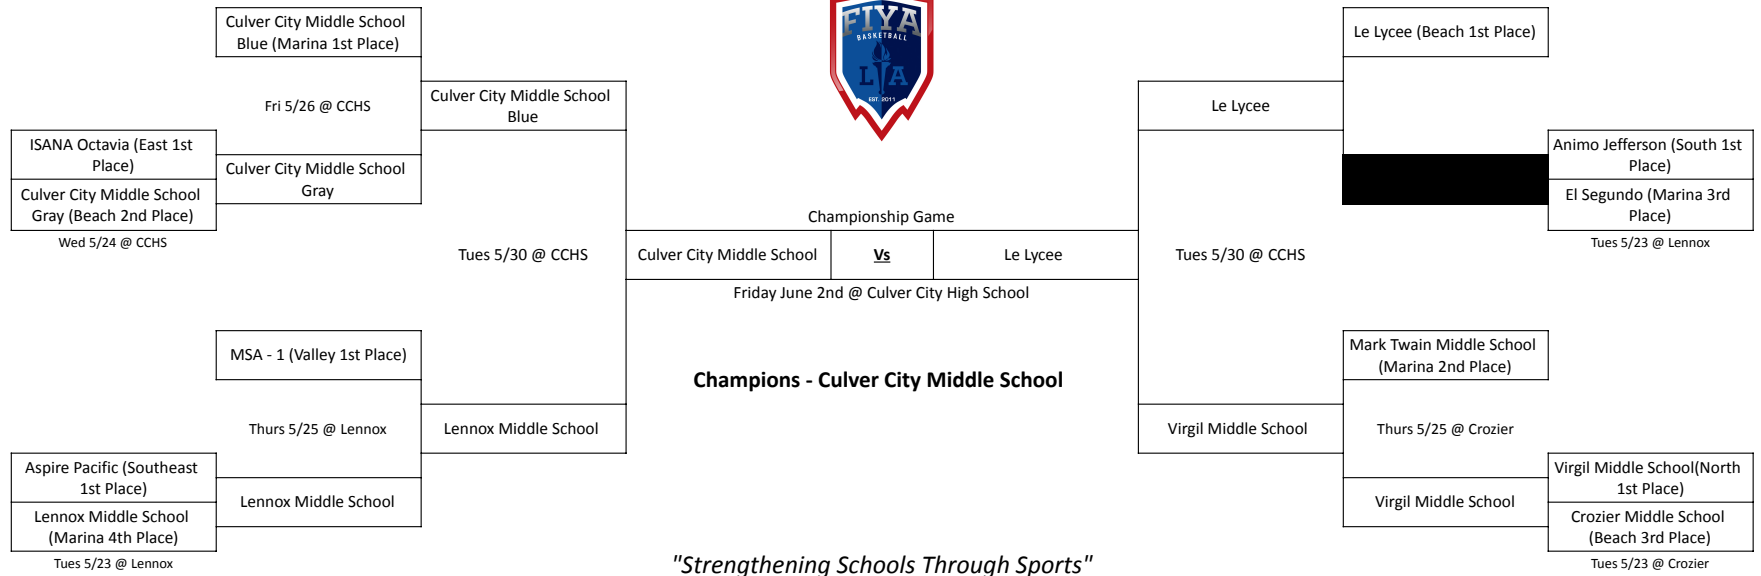 Culver City Middle School
Blue (Marina 1st Place)
Fri 5/26 @ CCHS
ISANA Octavia (East 1st
Place)
Culver City Middle School
Gray (Beach 2nd Place)
Wed 5/24 @ CCHS
Culver City Middle School
Gray
Culver City Middle School
Blue
Tues 5/30 @ CCHS
MSA - 1 (Valley 1st Place)
Thurs 5/25 @ Lennox
Aspire Pacific (Southeast
1st Place)
Lennox Middle School
(Marina 4th Place)
Tues 5/23 @ Lennox
Lennox Middle School
Lennox Middle School
FIYA
BASKETBALL
LA
EST. 2011
Championship Game
Culver City Middle School
Vs
Le Lycee
Friday June 2nd @ Culver City High School
Champions - Culver City Middle School
"Strengthening Schools Through Sports"
Le Lycee (Beach 1st Place)
Le Lycee
Animo Jefferson (South 1st
Place)
El Segundo (Marina 3rd
Place)
Tues 5/23 @ Lennox
Tues 5/30 @ CCHS
Mark Twain Middle School
(Marina 2nd Place)
Virgil Middle School
Thurs 5/25 @ Crozier
Virgil Middle School(North
1st Place)
Virgil Middle School
Crozier Middle School
(Beach 3rd Place)
Tues 5/23 @ Crozier